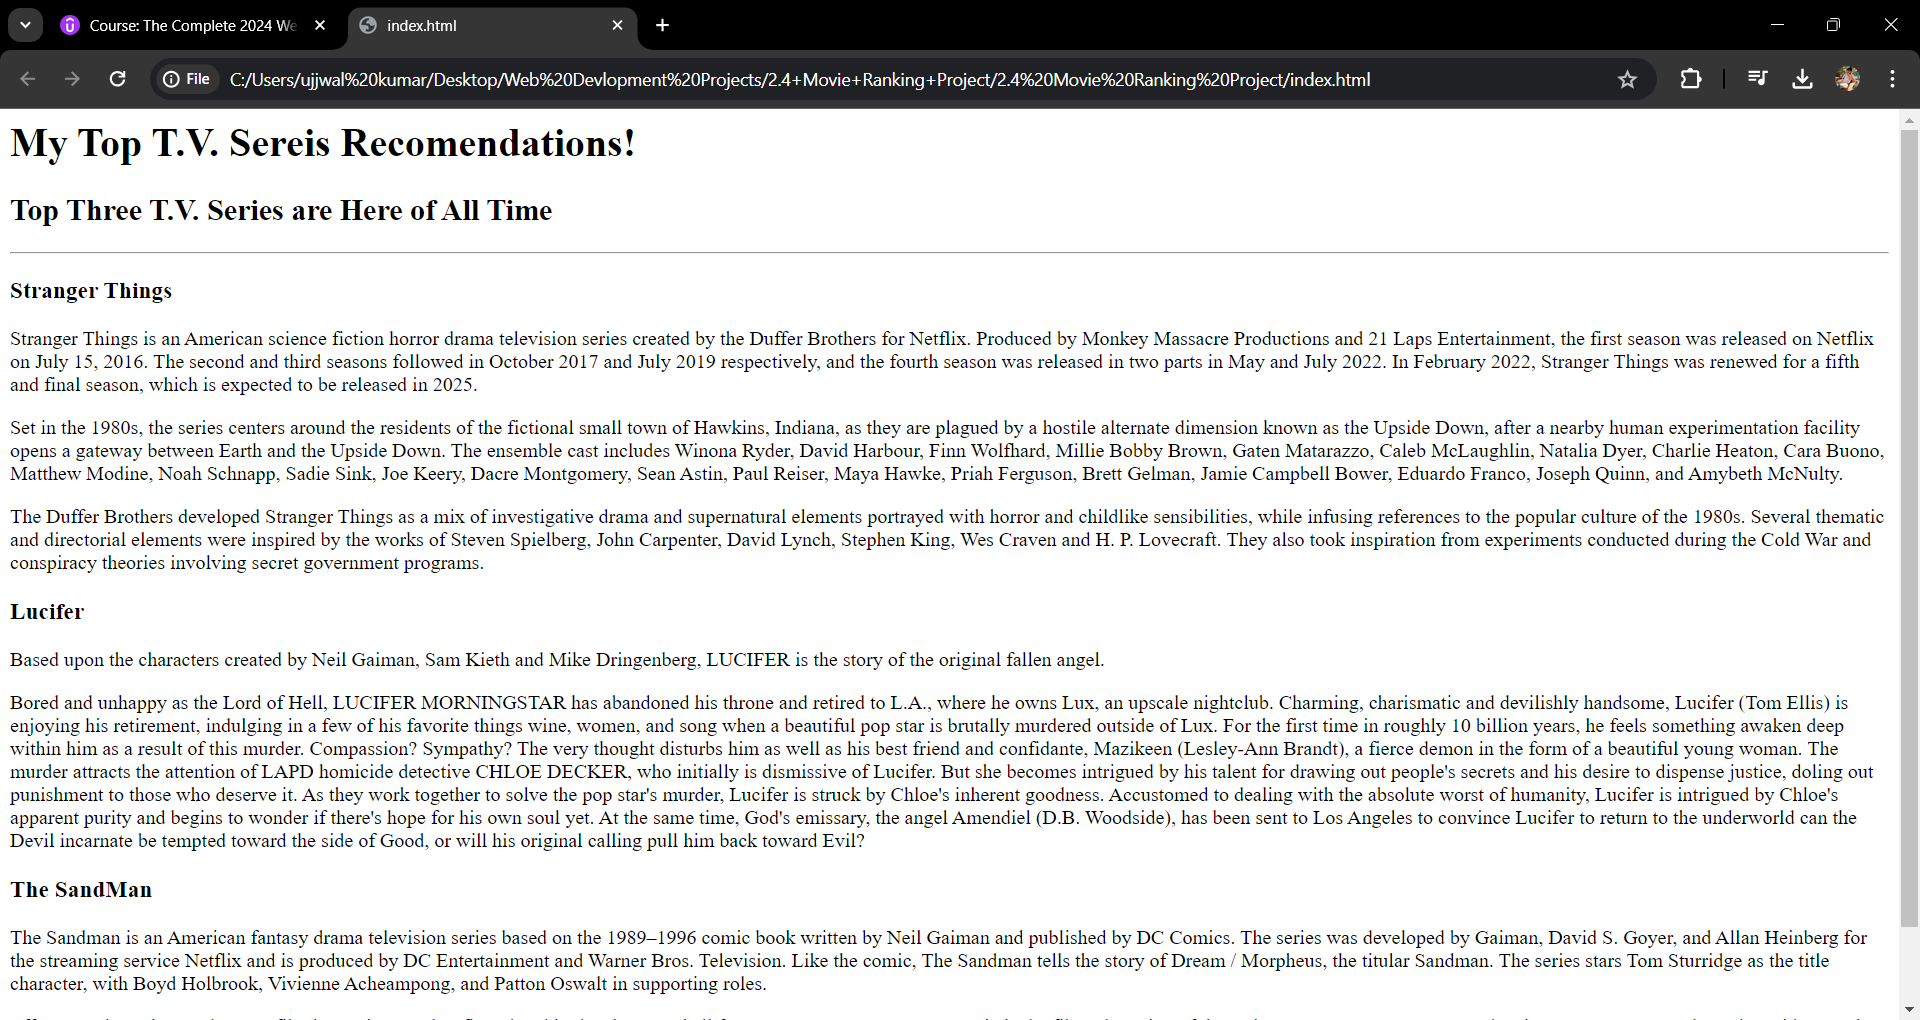 Course: The Complete 2024 We
index.html
File
C:/Users/ujjwal%20kumar/Desktop/Web%20Devlopment%20Projects/2.4+Movie+Ranking+Project/2.4%20Movie%20Ranking%20Project/index.html
My Top T.V. Sereis Recomendations!
Top Three T.V. Series are Here of All Time
Stranger Things
Stranger Things is an American science fiction horror drama television series created by the Duffer Brothers for Netflix. Produced by Monkey Massacre Productions and 21 Laps Entertainment, the first season was released on Netflix
on July 15, 2016. The second and third seasons followed in October 2017 and July 2019 respectively, and the fourth season was released in two parts in May and July 2022. In February 2022, Stranger Things was renewed for a fifth
and final season, which is expected to be released in 2025.
Set in the 1980s, the series centers around the residents of the fictional small town of Hawkins, Indiana, as they are plagued by a hostile alternate dimension known as the Upside Down, after a nearby human experimentation facility
opens a gateway between Earth and the Upside Down. The ensemble cast includes Winona Ryder, David Harbour, Finn Wolfhard, Millie Bobby Brown, Gaten Matarazzo, Caleb McLaughlin, Natalia Dyer, Charlie Heaton, Cara Buono,
Matthew Modine, Noah Schnapp, Sadie Sink, Joe Keery, Dacre Montgomery, Sean Astin, Paul Reiser, Maya Hawke, Priah Ferguson, Brett Gelman, Jamie Campbell Bower, Eduardo Franco, Joseph Quinn, and Amybeth McNulty.
The Duffer Brothers developed Stranger Things as a mix of investigative drama and supernatural elements portrayed with horror and childlike sensibilities, while infusing references to the popular culture of the 1980s. Several thematic
and directorial elements were inspired by the works of Steven Spielberg, John Carpenter, David Lynch, Stephen King, Wes Craven and H. P. Lovecraft. They also took inspiration from experiments conducted during the Cold War and
conspiracy theories involving secret government programs.
Lucifer
Based upon the characters created by Neil Gaiman, Sam Kieth and Mike Dringenberg, LUCIFER is the story of the original fallen angel.
Bored and unhappy as the Lord of Hell, LUCIFER MORNINGSTAR has abandoned his throne and retired to L.A., where he owns Lux, an upscale nightclub. Charming, charismatic and devilishly handsome, Lucifer (Tom Ellis) is
enjoying his retirement, indulging in a few of his favorite things wine, women, and song when a beautiful pop star is brutally murdered outside of Lux. For the first time in roughly 10 billion years, he feels something awaken deep
within him as a result of this murder. Compassion? Sympathy? The very thought disturbs him as well as his best friend and confidante, Mazikeen (Lesley-Ann Brandt), a fierce demon in the form of a beautiful young woman. The
murder attracts the attention of LAPD homicide detective CHLOE DECKER, who initially is dismissive of Lucifer. But she becomes intrigued by his talent for drawing out people's secrets and his desire to dispense justice, doling out
punishment to those who deserve it. As they work together to solve the pop star's murder, Lucifer is struck by Chloe's inherent goodness. Accustomed to dealing with the absolute worst of humanity, Lucifer is intrigued by Chloe's
apparent purity and begins to wonder if there's hope for his own soul yet. At the same time, God's emissary, the angel Amendiel (D.B. Woodside), has been sent to Los Angeles to convince Lucifer to return to the underworld can the
Devil incarnate be tempted toward the side of Good, or will his original calling pull him back toward Evil?
The SandMan
The Sandman is an American fantasy drama television series based on the 1989–1996 comic book written by Neil Gaiman and published by DC Comics. The series was developed by Gaiman, David S. Goyer, and Allan Heinberg for
the streaming service Netflix and is produced by DC Entertainment and Warner Bros. Television. Like the comic, The Sandman tells the story of Dream / Morpheus, the titular Sandman. The series stars Tom Sturridge as the title
character, with Boyd Holbrook, Vivienne Acheampong, and Patton Oswalt in supporting roles.